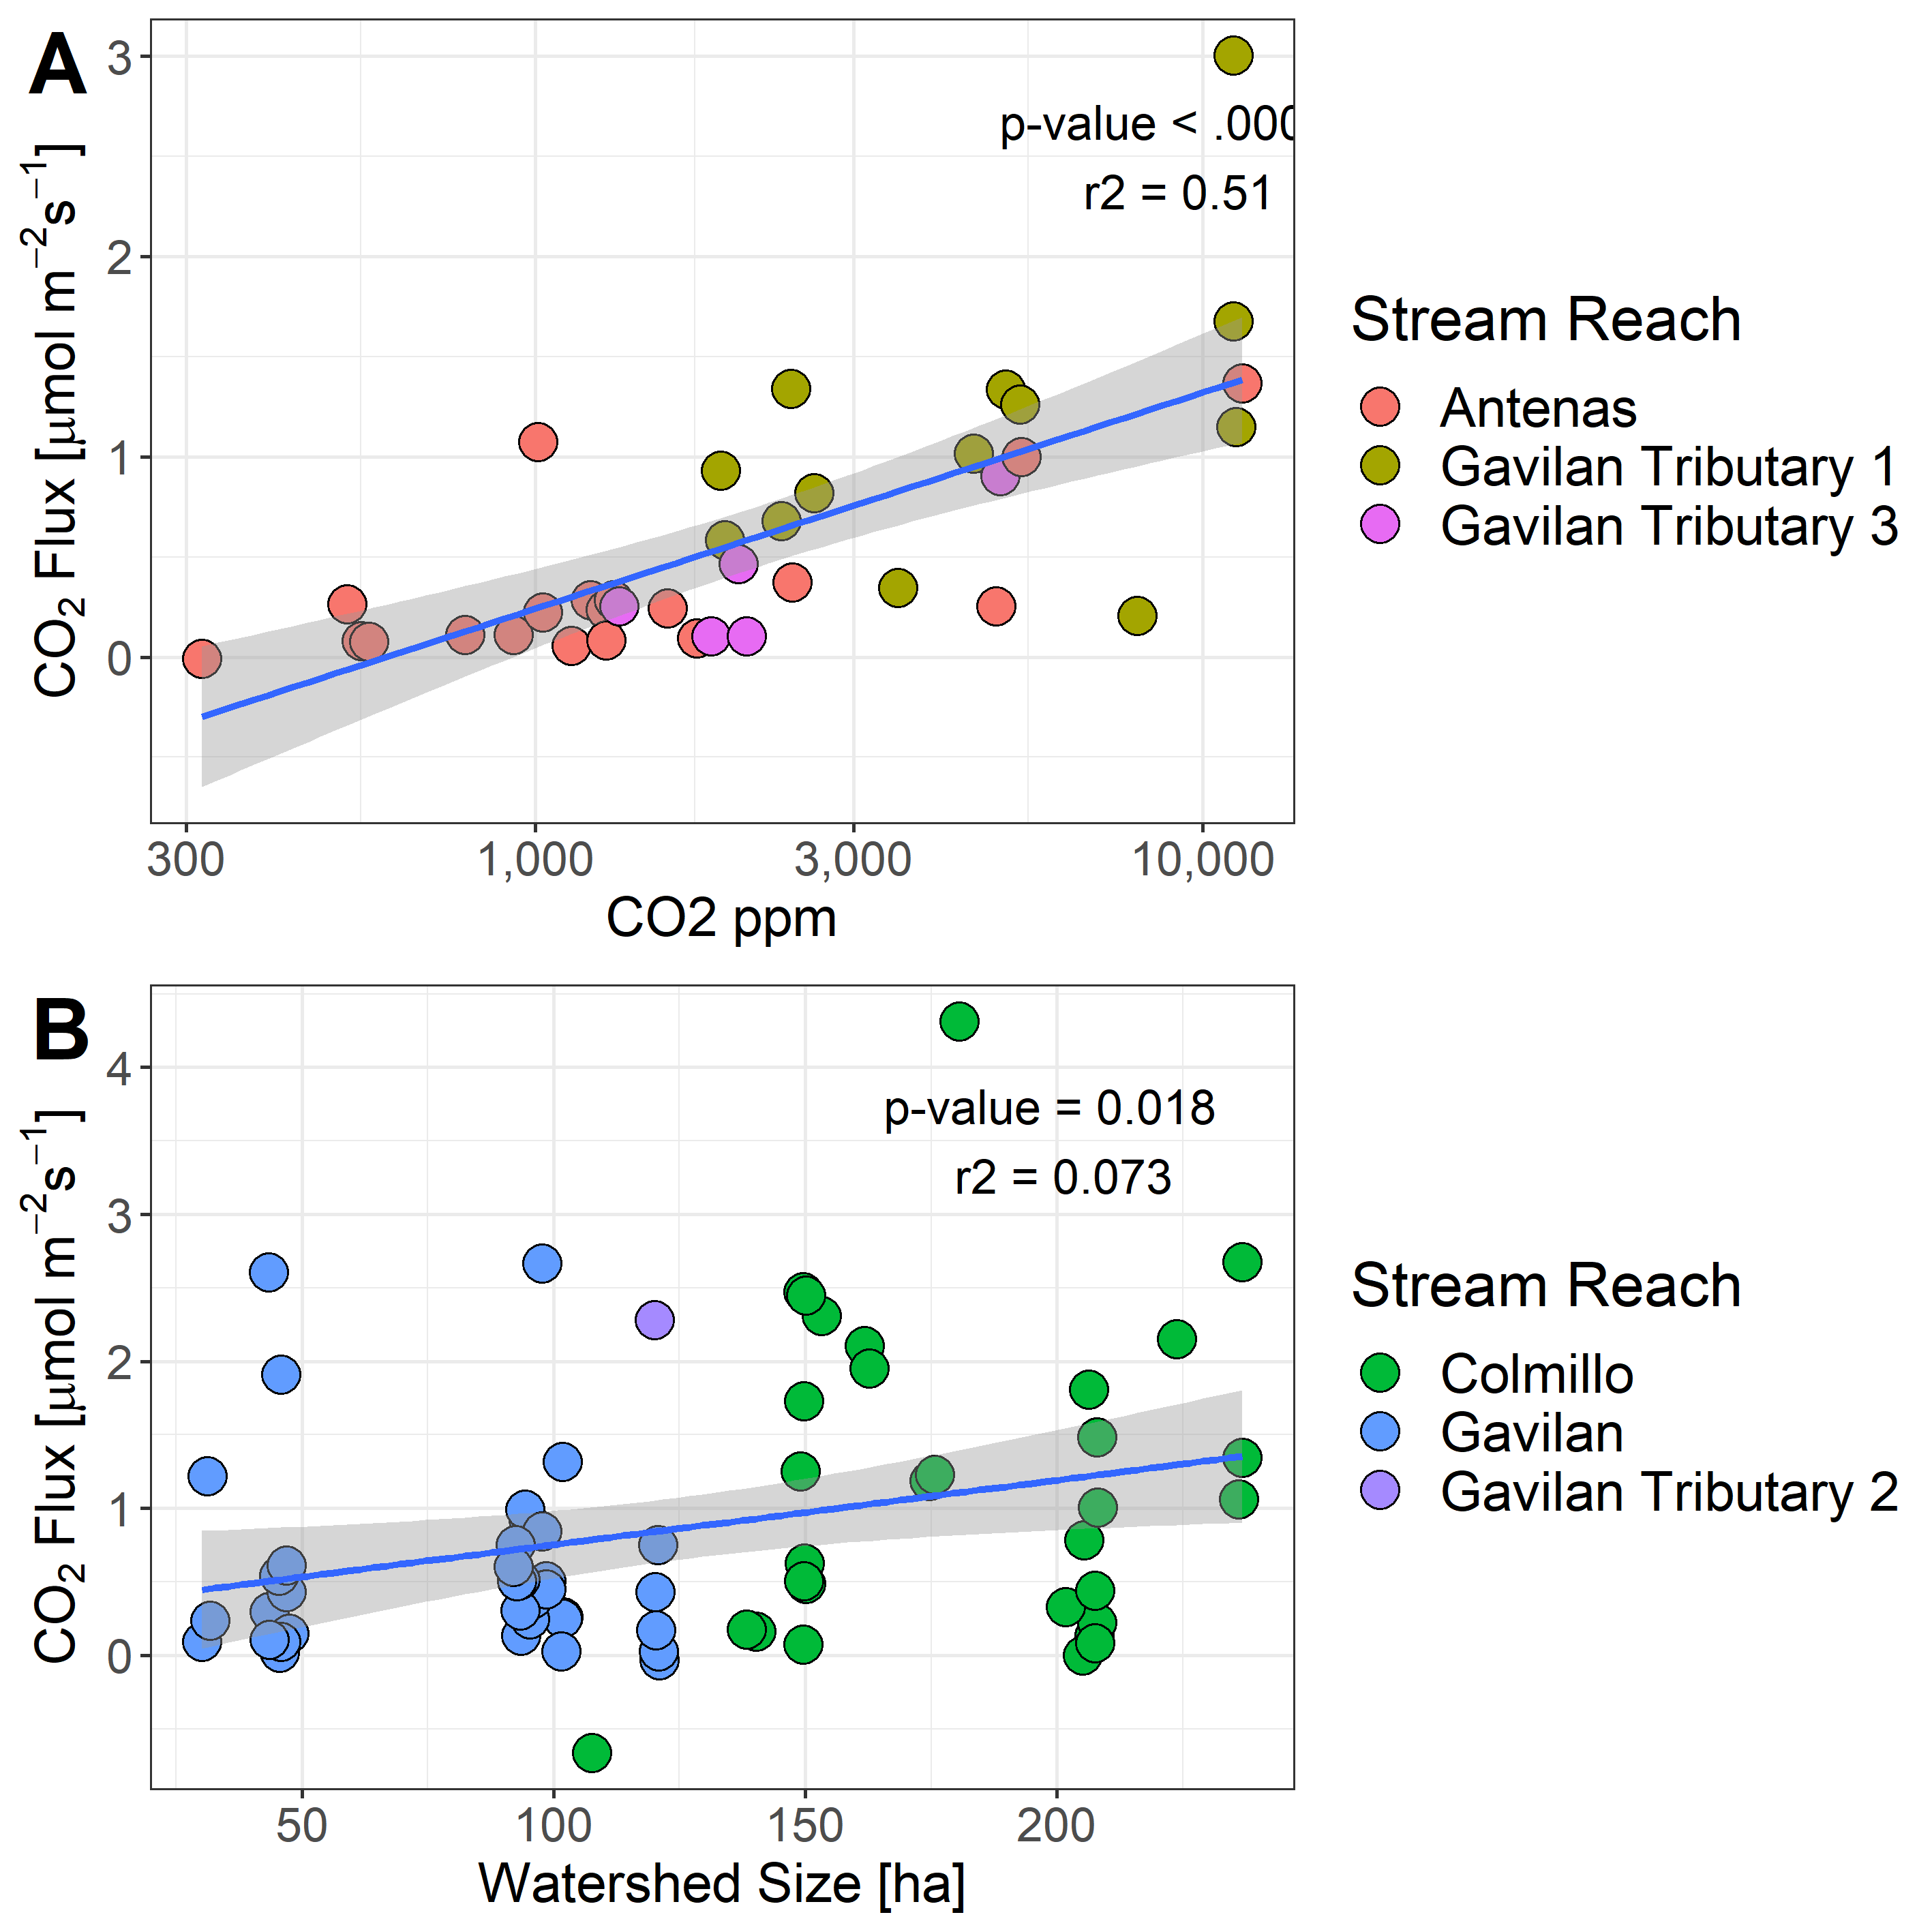 A
3
2
1
0
CO₂ Flux [μmol m⁻²s⁻¹]
p-value < .000
r2 = 0.51
300 1,000 3,000 10,000
CO2 ppm
Stream Reach
Antenas
Gavilan Tributary 1
Gavilan Tributary 3
B
4
3
2
1
0
CO₂ Flux [μmol m⁻²s⁻¹]
p-value = 0.018
r2 = 0.073
50 100 150 200
Watershed Size [ha]
Stream Reach
Colmillo
Gavilan
Gavilan Tributary 2